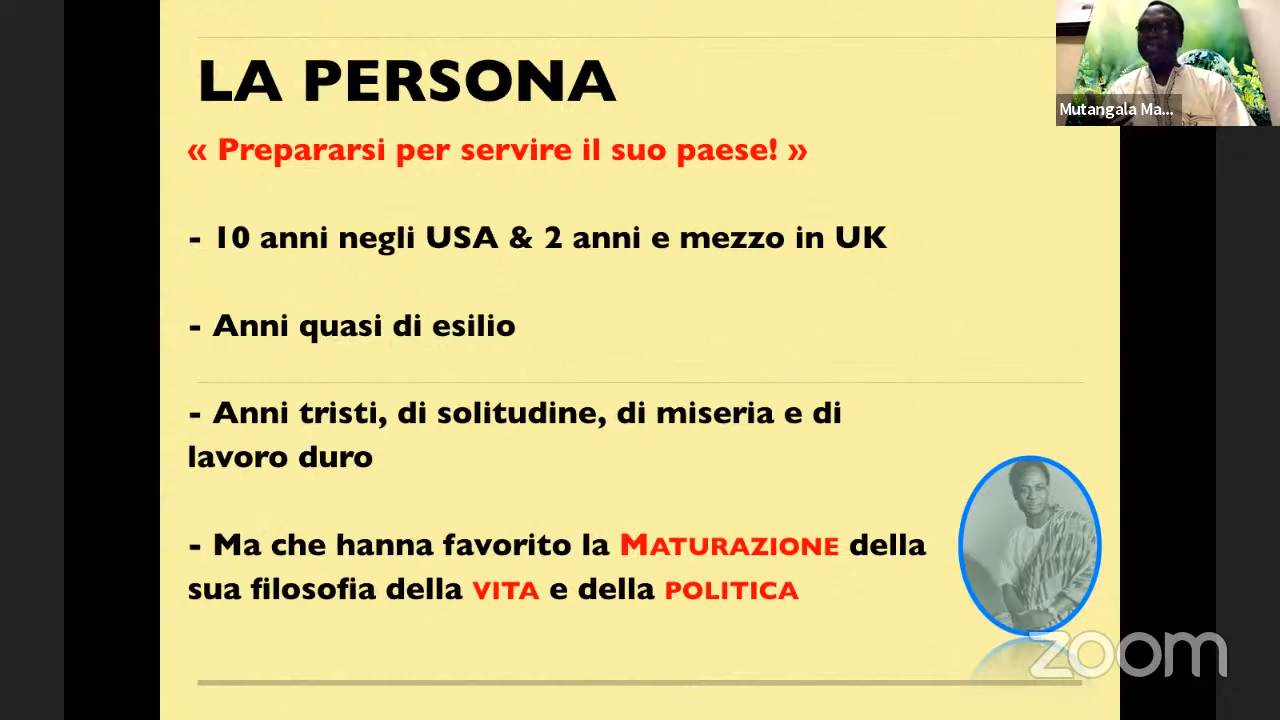 LA PERSONA
Mutangala Ma...
« Prepararsi per servire il suo paese! »
- 10 anni negli USA & 2 anni e mezzo in UK
- Anni quasi di esilio
- Anni tristi, di solitudine, di miseria e di
lavoro duro
- Ma che hanna favorito la MATURAZIONE della
sua filosofia della VITA e della POLITICA
zoom